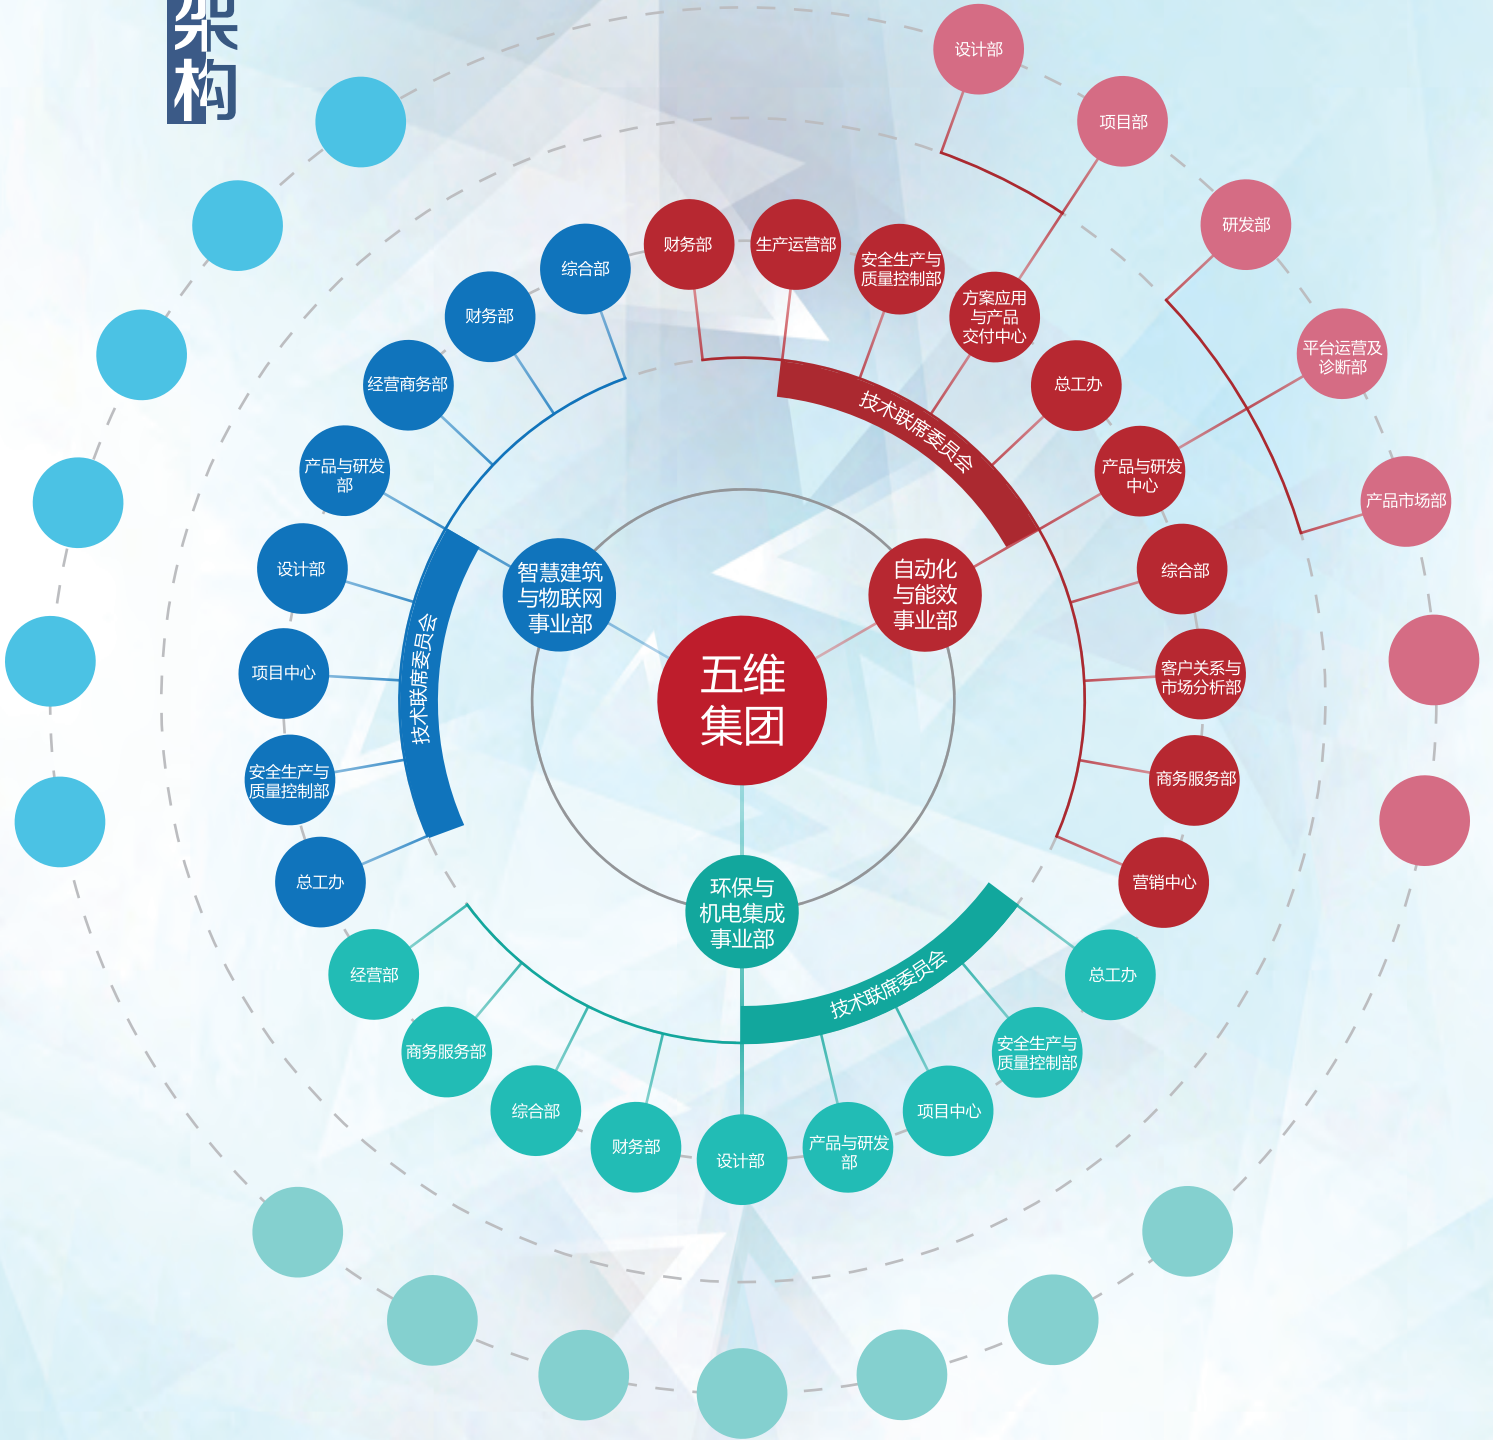 架
构
设计部
项目部
研发部
平台运营及
诊断部
产品市场部
综合部
财务部
经营商务部
产品与研发
部
设计部
项目中心
安全生产与
质量控制部
总工办
技术联席委员会
智慧建筑
与物联网
事业部
财务部
生产运营部
安全生产与
质量控制部
方案应用
与产品
交付中心
总工办
产品与研发
中心
综合部
客户关系与
市场分析部
商务服务部
营销中心
技术联席委员会
自动化
与能效
事业部
五维
集团
环保与
机电集成
事业部
技术联席委员会
经营部
商务服务部
综合部
财务部
设计部
产品与研发
部
项目中心
安全生产与
质量控制部
总工办